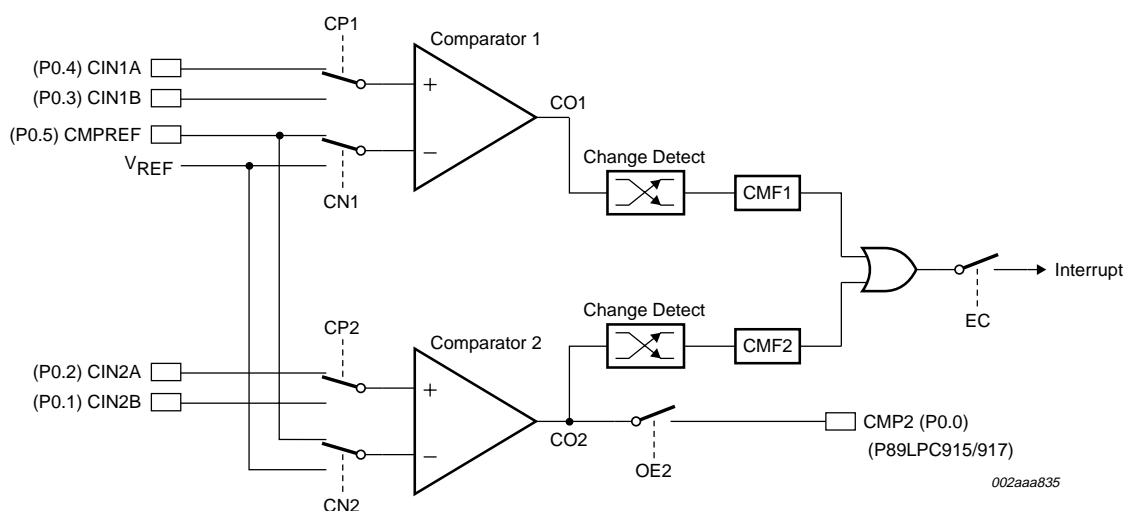 CP1
Comparator 1
(P0.4) CIN1A
(P0.3) CIN1B
+
CO1
(P0.5) CMPREF
VREF
−
Change Detect
CN1
CMF1
Interrupt
EC
Change Detect
CP2
Comparator 2
CMF2
(P0.2) CIN2A
(P0.1) CIN2B
+
CO2
CMP2 (P0.0)
(P89LPC915/917)
−
OE2
CN2
002aaa835